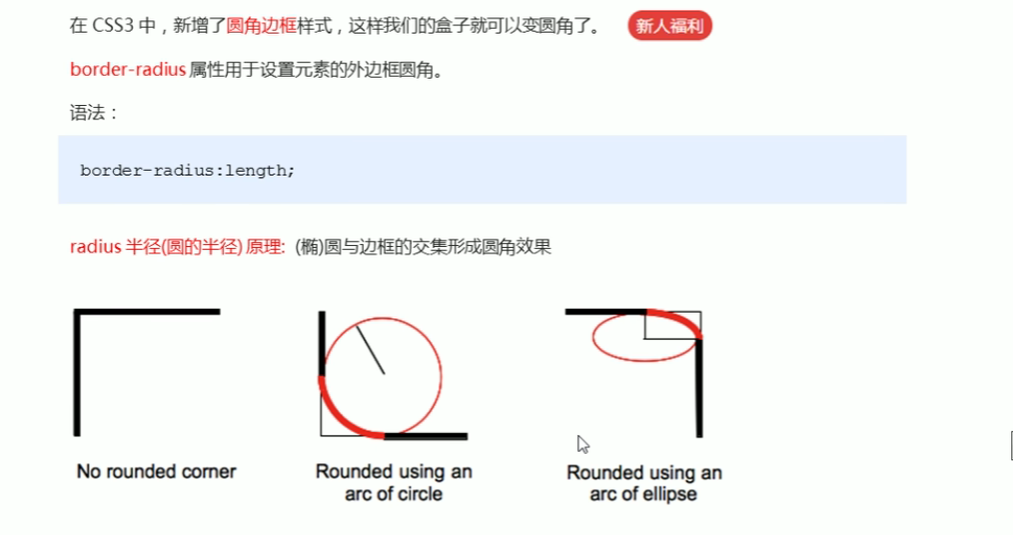 在 CSS3 中，新增了圆角边框样式，这样我们的盒子就可以变圆角了。 新人福利
border-radius 属性用于设置元素的外边框圆角。
语法：
border-radius:length;
radius 半径(圆的半径) 原理: (椭)圆与边框的交集形成圆角效果
No rounded corner
Rounded using an
arc of circle
Rounded using an
arc of ellipse